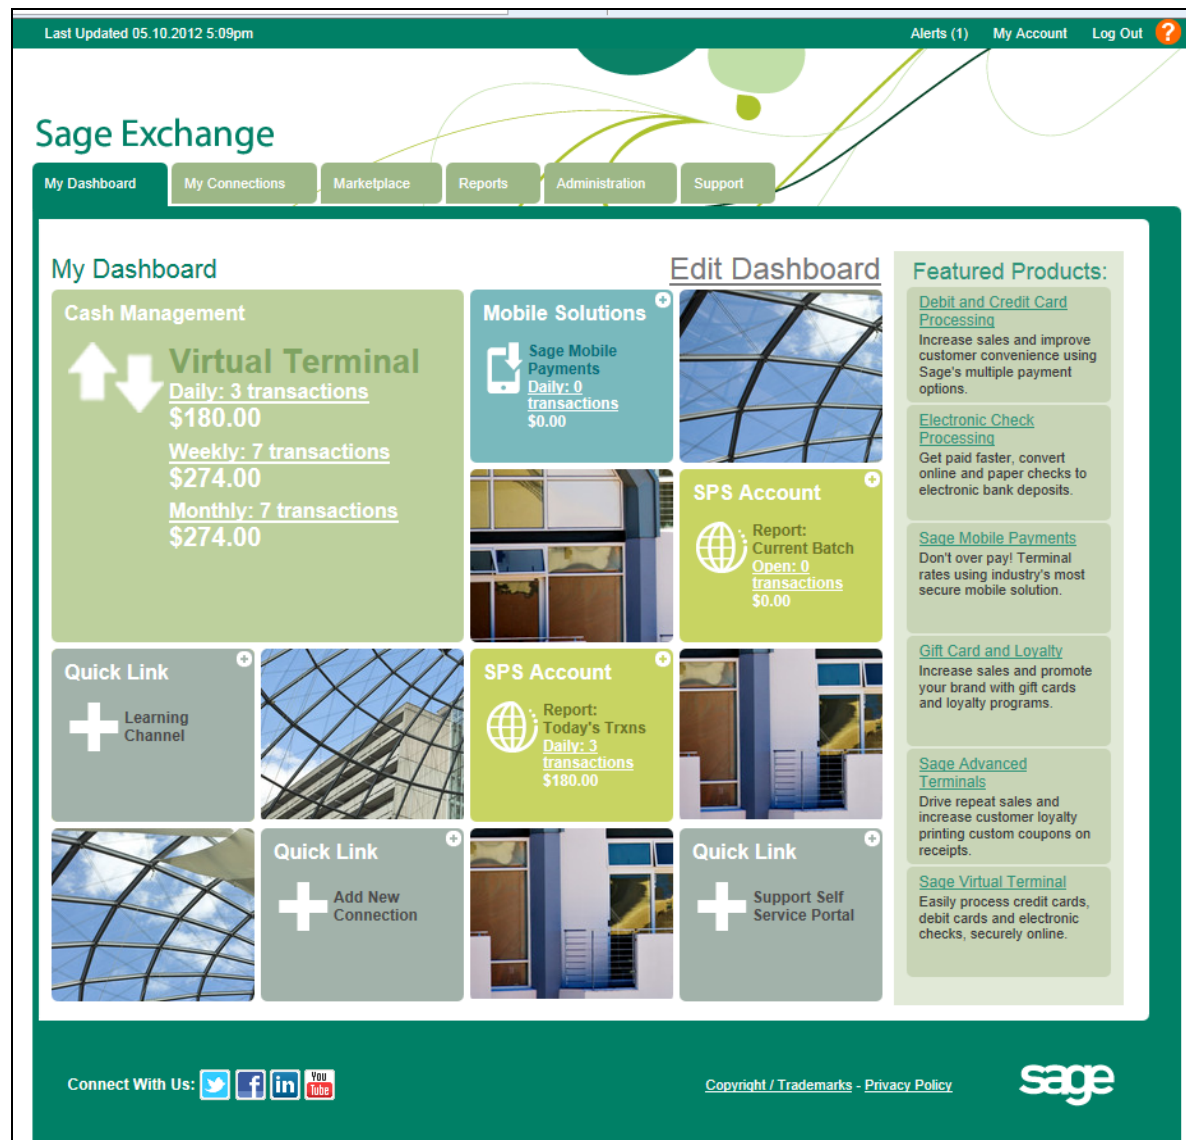 Last Updated 05.10.2012 5:09pm
Alerts (1) My Account Log Out ?
Sage Exchange
My Dashboard My Connections Marketplace Reports Administration Support
My Dashboard
Edit Dashboard
Cash Management
Virtual Terminal
Daily: 3 transactions
$180.00
Weekly: 7 transactions
$274.00
Monthly: 7 transactions
$274.00
Mobile Solutions
Sage Mobile
Payments
Daily: 0
transactions
$0.00
SPS Account
Report:
Current Batch
Open: 0
transactions
$0.00
Quick Link
Learning
Channel
SPS Account
Report:
Today's Trxns
Daily: 3
transactions
$180.00
Quick Link
Add New
Connection
Quick Link
Support Self
Service Portal
Featured Products:
Debit and Credit Card
Processing
Increase sales and improve
customer convenience using
Sage's multiple payment
options.
Electronic Check
Processing
Get paid faster, convert
online and paper checks to
electronic bank deposits.
Sage Mobile Payments
Don't over pay! Terminal
rates using industry's most
secure mobile solution.
Gift Card and Loyalty
Increase sales and promote
your brand with gift cards
and loyalty programs.
Sage Advanced
Terminals
Drive repeat sales and
increase customer loyalty
printing custom coupons on
receipts.
Sage Virtual Terminal
Easily process credit cards,
debit cards and electronic
checks, securely online.
Connect With Us:
You
Tube
Copyright / Trademarks - Privacy Policy
sage